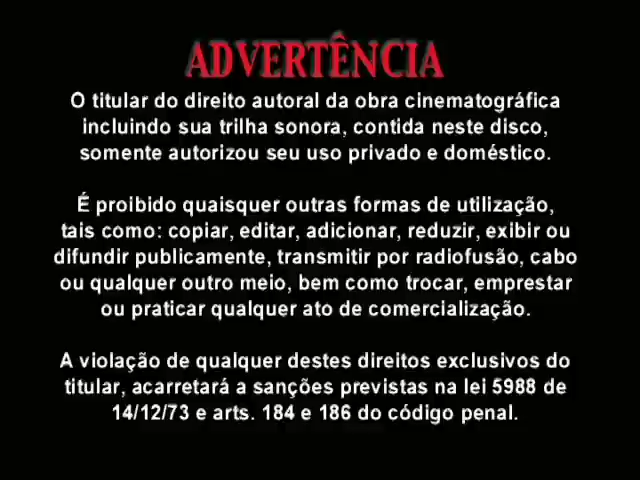 ADVERTÊNCIA
O titular do direito autoral da obra cinematográfica
incluindo sua trilha sonora, contida neste disco,
somente autorizou seu uso privado e doméstico.
É proibido quaisquer outras formas de utilização,
tais como: copiar, editar, adicionar, reduzir, exibir ou
difundir publicamente, transmitir por radiofusão, cabo
ou qualquer outro meio, bem como trocar, emprestar
ou praticar qualquer ato de comercialização.
A violação de qualquer destes direitos exclusivos do
titular, acarretará a sanções previstas na lei 5988 de
14/12/73 e arts. 184 e 186 do código penal.